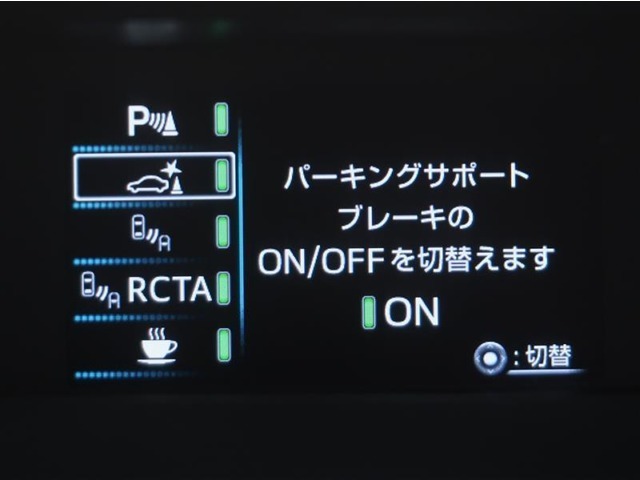 P
RCTA
パーキングサポート
ブレーキの
ON/OFFを切替えます
ON
:切替